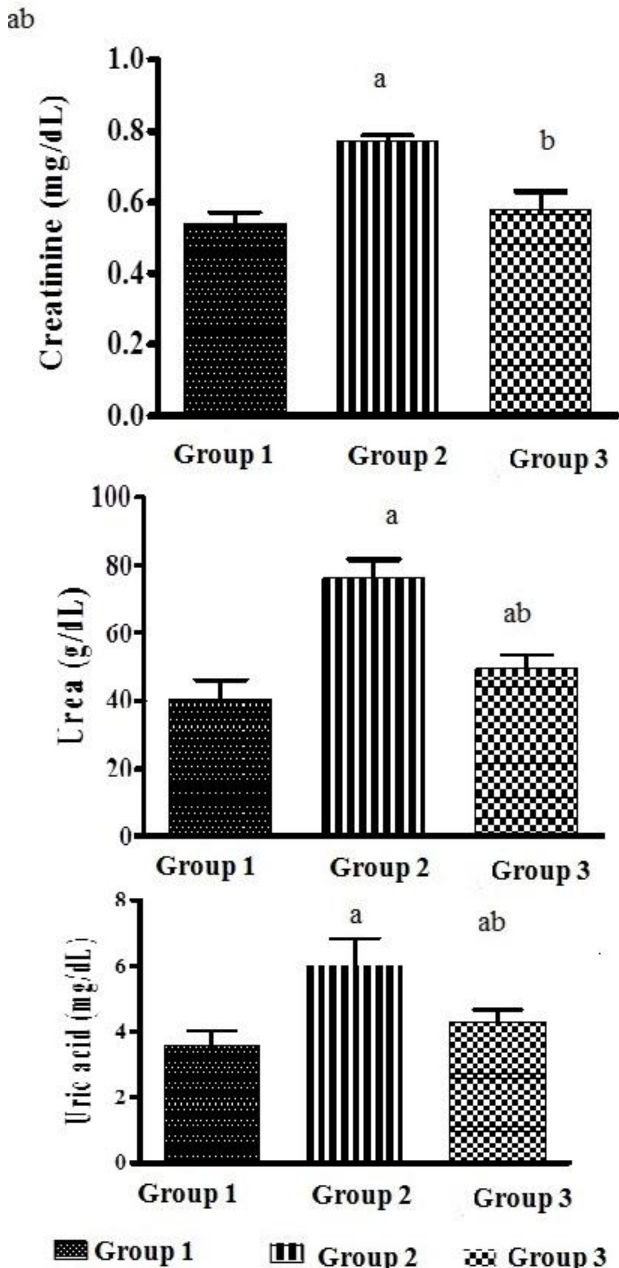 ab
Creatinine (mg/dL)
1.0
0.8
0.6
0.4
0.2
0.0
a
b
Group 1
Group 2
Group 3
Urea (g/dL)
100
80
60
40
20
0
a
ab
Group 1
Group 2
Group 3
Uric acid (mg/dL)
8
6
4
2
0
a
ab
Group 1
Group 2
Group 3
Group 1
Group 2
Group 3